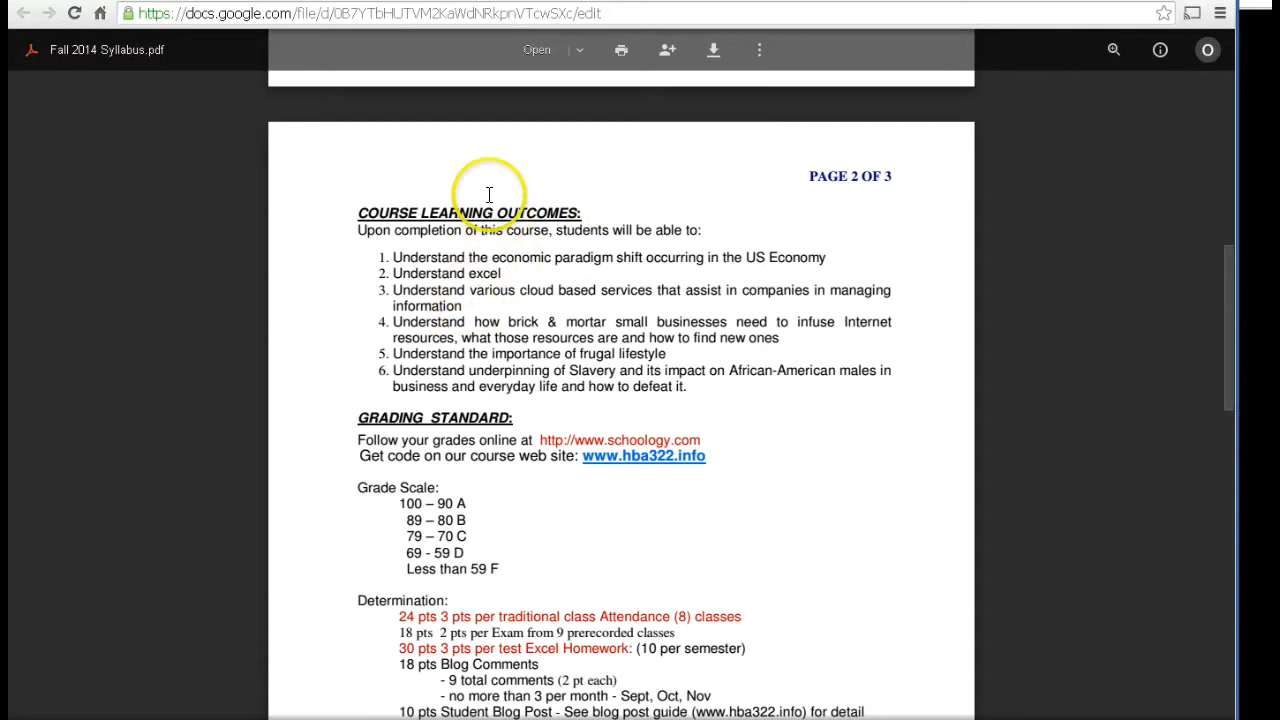 https://docs.google.com/file/d/0B7YTbHUTVM2KaWdNRkpnVTcwSXc/edit
Fall 2014 Syllabus.pdf
Open
O
PAGE 2 OF 3
COURSE LEARNING OUTCOMES:
Upon completion of this course, students will be able to:
1. Understand the economic paradigm shift occurring in the US Economy
2. Understand excel
3. Understand various cloud based services that assist in companies in managing
information
4. Understand how brick & mortar small businesses need to infuse Internet
resources, what those resources are and how to find new ones
5. Understand the importance of frugal lifestyle
6. Understand underpinning of Slavery and its impact on African-American males in
business and everyday life and how to defeat it.
GRADING STANDARD:
Follow your grades online at http://www.schoology.com
Get code on our course web site: www.hba322.info
Grade Scale:
100 – 90 A
89 – 80 B
79 – 70 C
69 - 59 D
Less than 59 F
Determination:
24 pts 3 pts per traditional class Attendance (8) classes
18 pts 2 pts per Exam from 9 prerecorded classes
30 pts 3 pts per test Excel Homework: (10 per semester)
18 pts Blog Comments
- 9 total comments (2 pt each)
- no more than 3 per month - Sept, Oct, Nov
10 pts Student Blog Post - See blog post guide (www.hba322.info) for detail